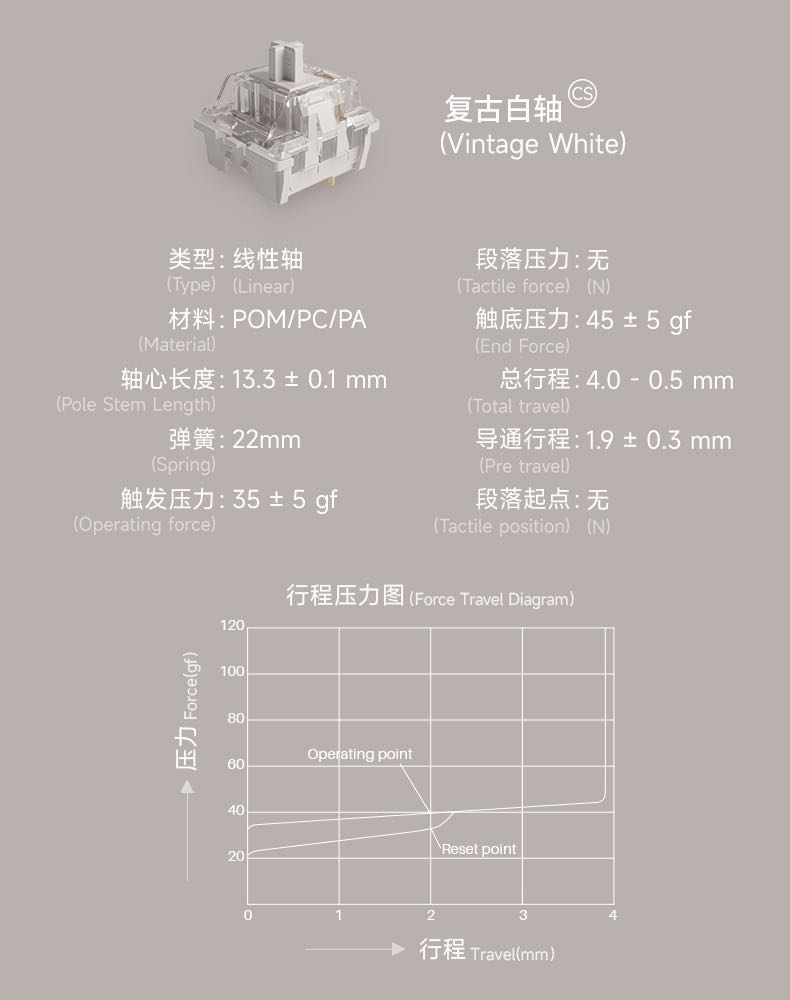 复古白轴 CS
(Vintage White)
类型: 线性轴
(Type) (Linear)
材料: POM/PC/PA
(Material)
轴心长度: 13.3 ± 0.1 mm
(Pole Stem Length)
弹簧: 22mm
(Spring)
触发压力: 35 ± 5 gf
(Operating force)
段落压力: 无
(Tactile force) (N)
触底压力: 45 ± 5 gf
(End Force)
总行程: 4.0 - 0.5 mm
(Total travel)
导通行程: 1.9 ± 0.3 mm
(Pre travel)
段落起点: 无
(Tactile position) (N)
行程压力图 (Force Travel Diagram)
压力 Force(gf)
120
100
80
60
40
20
Operating point
Reset point
0 1 2 3 4
行程 Travel(mm)